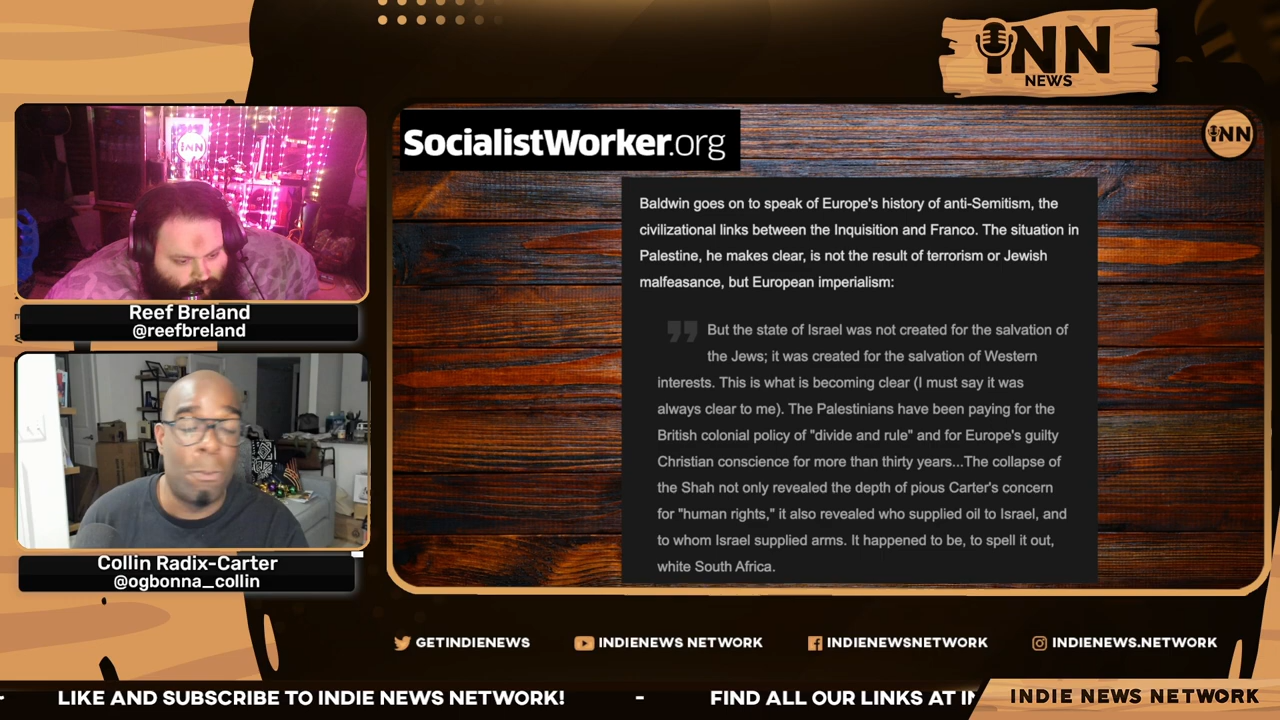 iNN
NEWS
iNN
Reef Breland
@reefbreland
Collin Radix-Carter
@ogbonna_collin
SocialistWorker.org
iNN
Baldwin goes on to speak of Europe's history of anti-Semitism, the
civilizational links between the Inquisition and Franco. The situation in
Palestine, he makes clear, is not the result of terrorism or Jewish
malfeasance, but European imperialism:
" But the state of Israel was not created for the salvation of
the Jews; it was created for the salvation of Western
interests. This is what is becoming clear (I must say it was
always clear to me). The Palestinians have been paying for the
British colonial policy of "divide and rule" and for Europe's guilty
Christian conscience for more than thirty years...The collapse of
the Shah not only revealed the depth of pious Carter's concern
for "human rights," it also revealed who supplied oil to Israel, and
to whom Israel supplied arms. It happened to be, to spell it out,
white South Africa.
GETINDIENEWS
INDIENEWS NETWORK
INDIENEWSNETWORK
INDIENEWS.NETWORK
- LIKE AND SUBSCRIBE TO INDIE NEWS NETWORK! - FIND ALL OUR LINKS AT
INDIE NEWS NETWORK